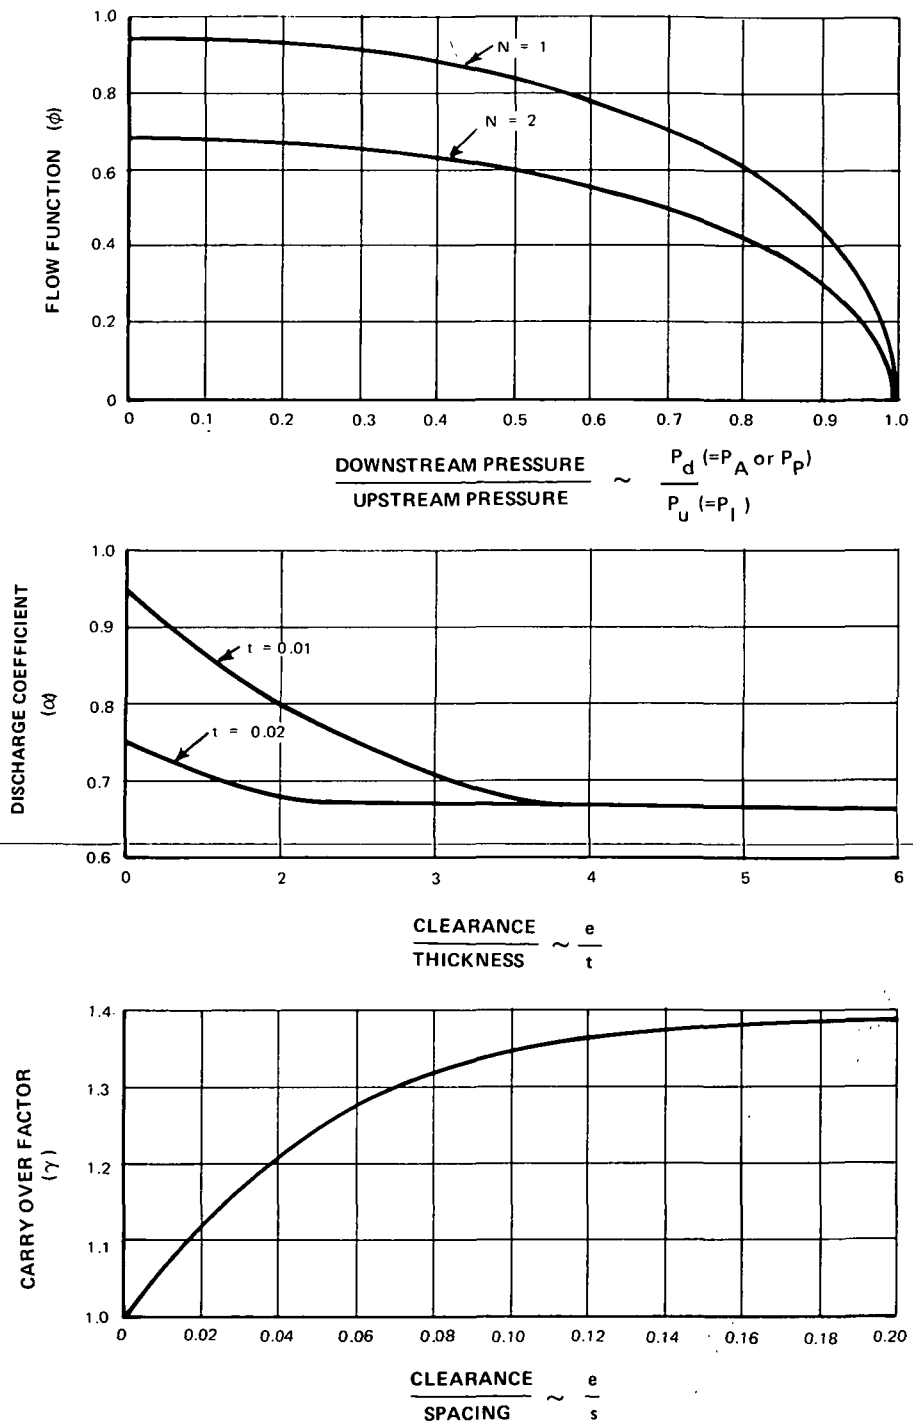 1.0
0.8
0.6
0.4
0.2
0
FLOW FUNCTION (ϕ)
N = 1
N = 2
0 0.1 0.2 0.3 0.4 0.5 0.6 0.7 0.8 0.9 1.0
DOWNSTREAM PRESSURE
UPSTREAM PRESSURE
~
P_d (=P_A or P_P)
P_u (=P_I)
1.0
0.9
0.8
0.7
0.6
DISCHARGE COEFFICIENT
(α)
t = 0.01
t = 0.02
0 2 3 4 5 6
CLEARANCE
THICKNESS
~
e
t
1.4
1.3
1.2
1.1
1.0
CARRY OVER FACTOR
(γ)
0 0.02 0.04 0.06 0.08 0.10 0.12 0.14 0.16 0.18 0.20
CLEARANCE
SPACING
~
e
s